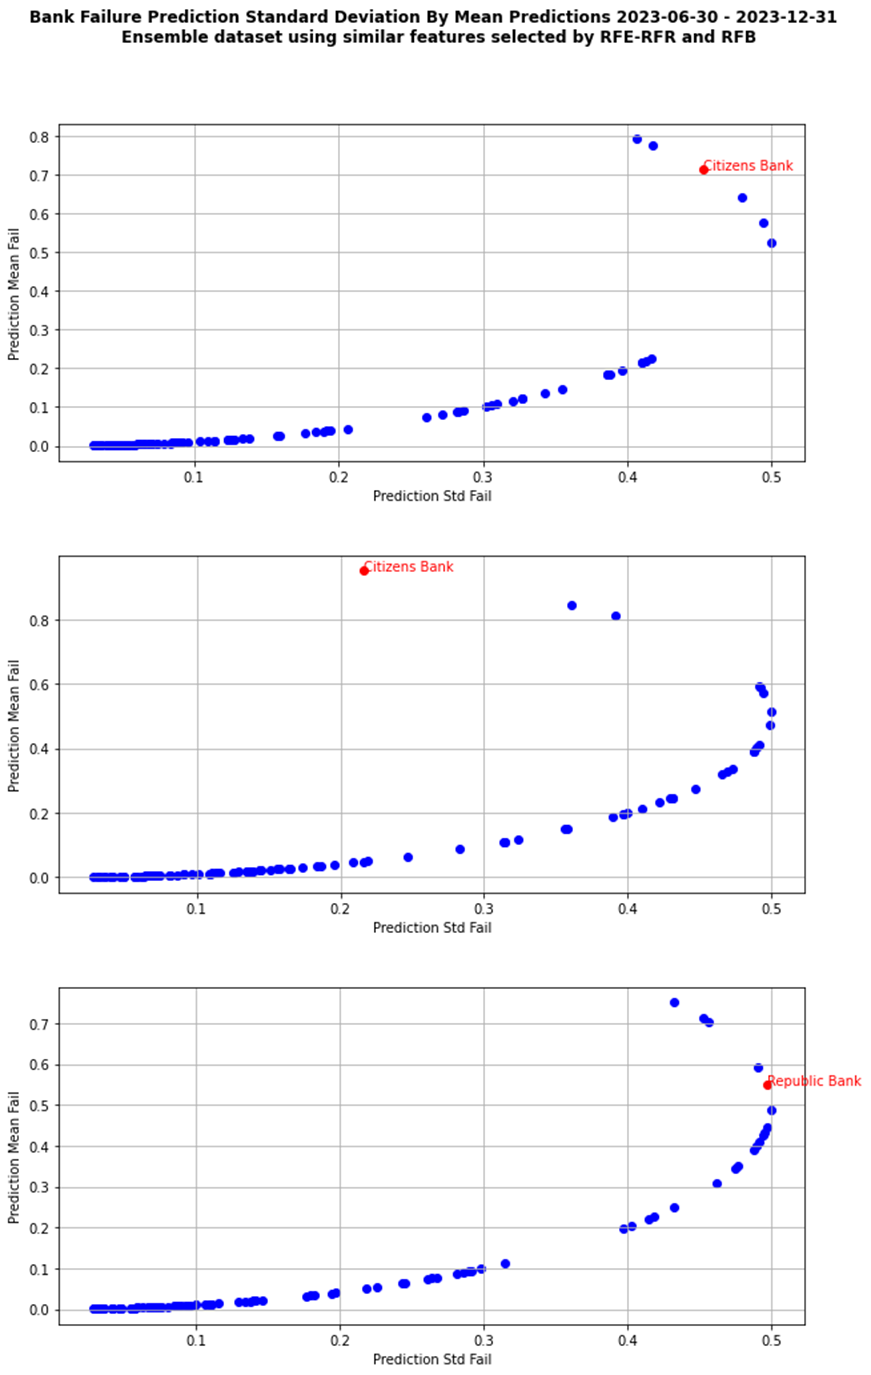 Bank Failure Prediction Standard Deviation By Mean Predictions 2023-06-30 - 2023-12-31
Ensemble dataset using similar features selected by RFE-RFR and RFB
0.8
0.7
0.6
0.5
0.4
0.3
0.2
0.1
0.0
Prediction Mean Fail
Citizens Bank
0.1 0.2 0.3 0.4 0.5
Prediction Std Fail
0.8
0.6
0.4
0.2
0.0
Prediction Mean Fail
Citizens Bank
0.1 0.2 0.3 0.4 0.5
Prediction Std Fail
0.7
0.6
0.5
0.4
0.3
0.2
0.1
0.0
Prediction Mean Fail
Republic Bank
0.1 0.2 0.3 0.4 0.5
Prediction Std Fail